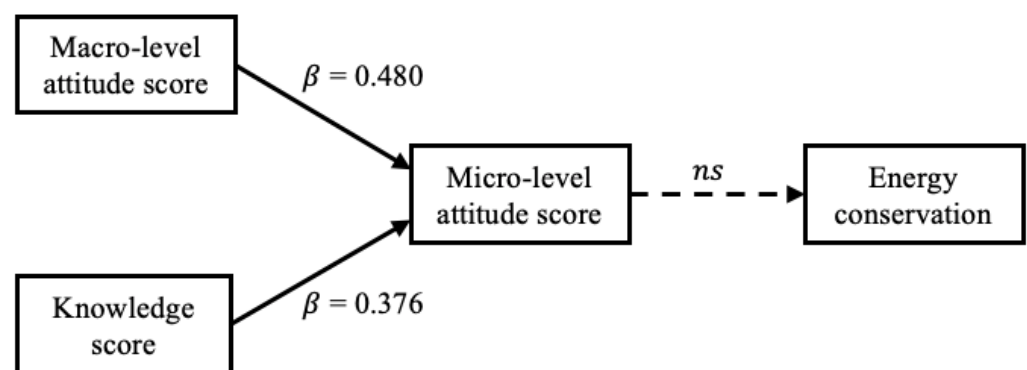 Macro-level
attitude score
β = 0.480
Micro-level
attitude score
ns
Energy
conservation
Knowledge
score
β = 0.376